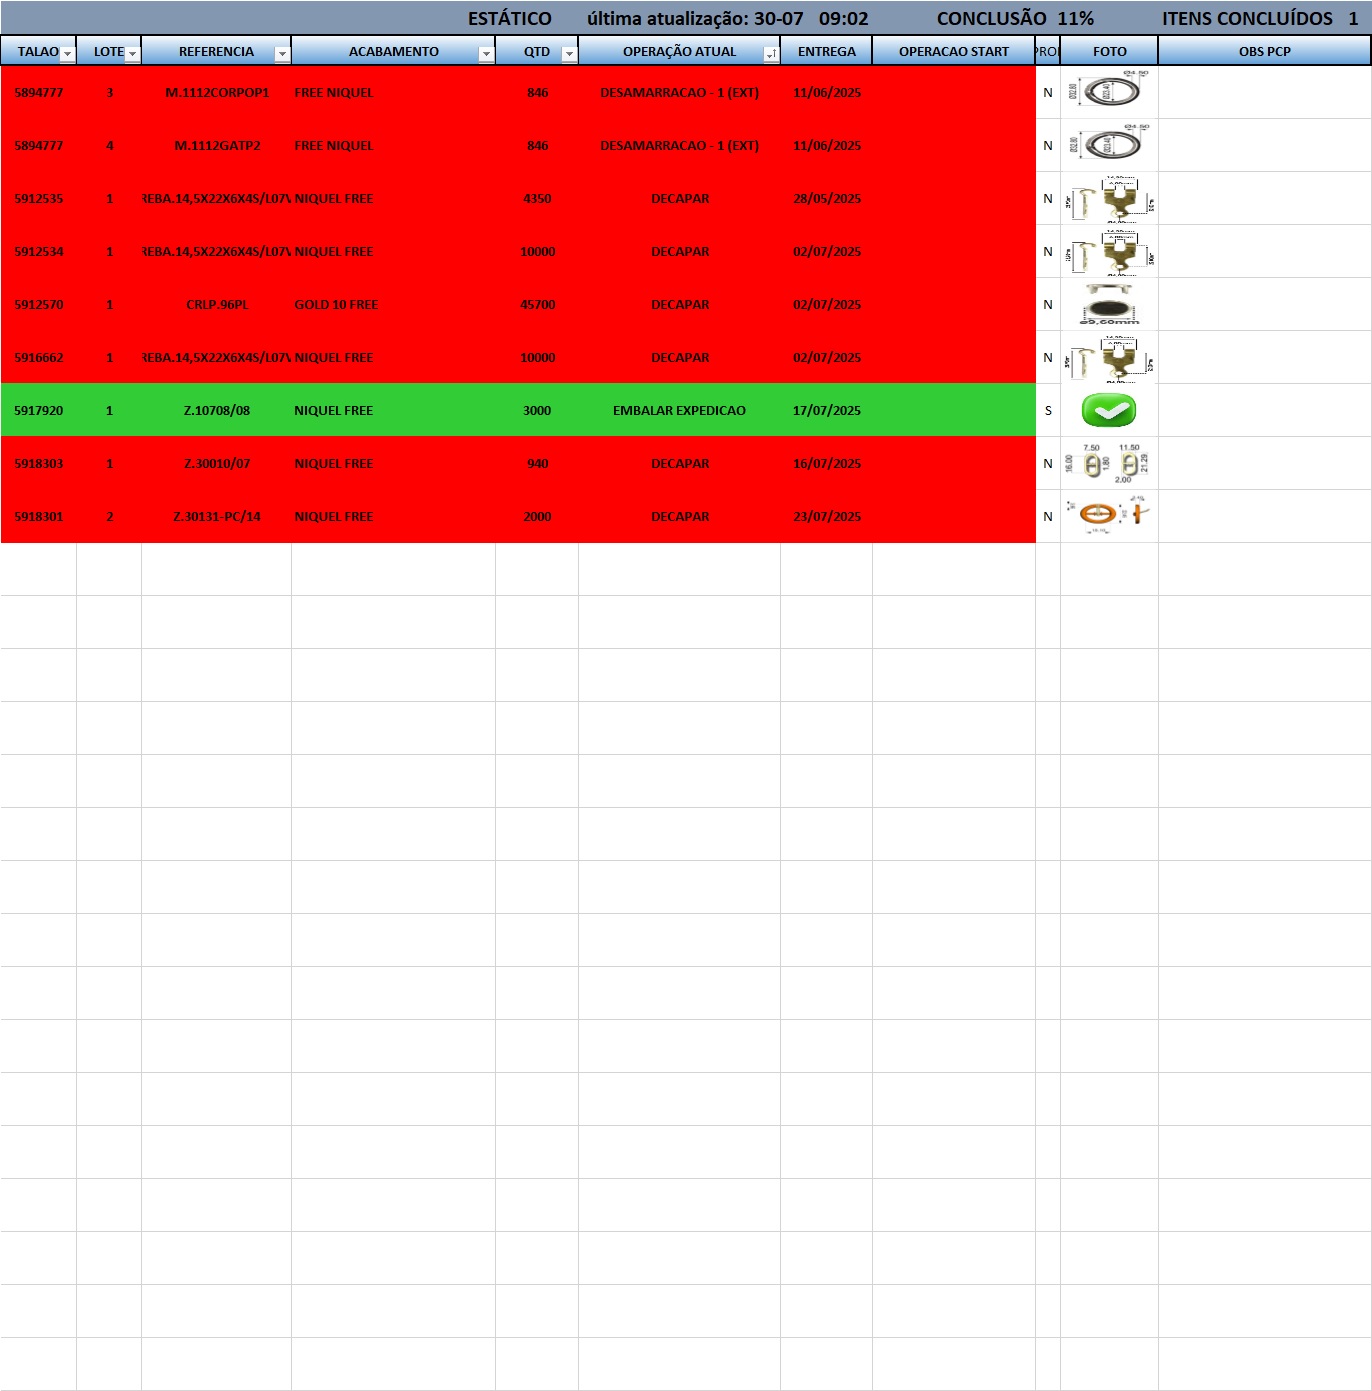 ESTÁTICO última atualização: 30-07 09:02 CONCLUSÃO 11% ITENS CONCLUÍDOS 1
TALAO LOTE REFERENCIA ACABAMENTO QTD OPERAÇÃO ATUAL ENTREGA OPERACAO START FOTO OBS PCP
5894777 3 M.1112CORPOP1 FREE NIQUEL 846 DESAMARRACAO - 1 (EXT) 11/06/2025 N
Ø4.50
5894777 4 M.1112GATP2 FREE NIQUEL 846 DESAMARRACAO - 1 (EXT) 11/06/2025 N
Ø4.50
5912535 1 REBA.14,5X22X6X4S/L07V NIQUEL FREE 4350 DECAPAR 28/05/2025 N
5912534 1 REBA.14,5X22X6X4S/L07V NIQUEL FREE 10000 DECAPAR 02/07/2025 N
5912570 1 CRLP.96PL GOLD 10 FREE 45700 DECAPAR 02/07/2025 N
ø9,60mm
5916662 1 REBA.14,5X22X6X4S/L07V NIQUEL FREE 10000 DECAPAR 02/07/2025 N
5917920 1 Z.10708/08 NIQUEL FREE 3000 EMBALAR EXPEDICAO 17/07/2025 S
5918303 1 Z.30010/07 NIQUEL FREE 940 DECAPAR 16/07/2025 N
7.50 11.50
16.00 1.80 21.29
2.00
5918301 2 Z.30131-PC/14 NIQUEL FREE 2000 DECAPAR 23/07/2025 N